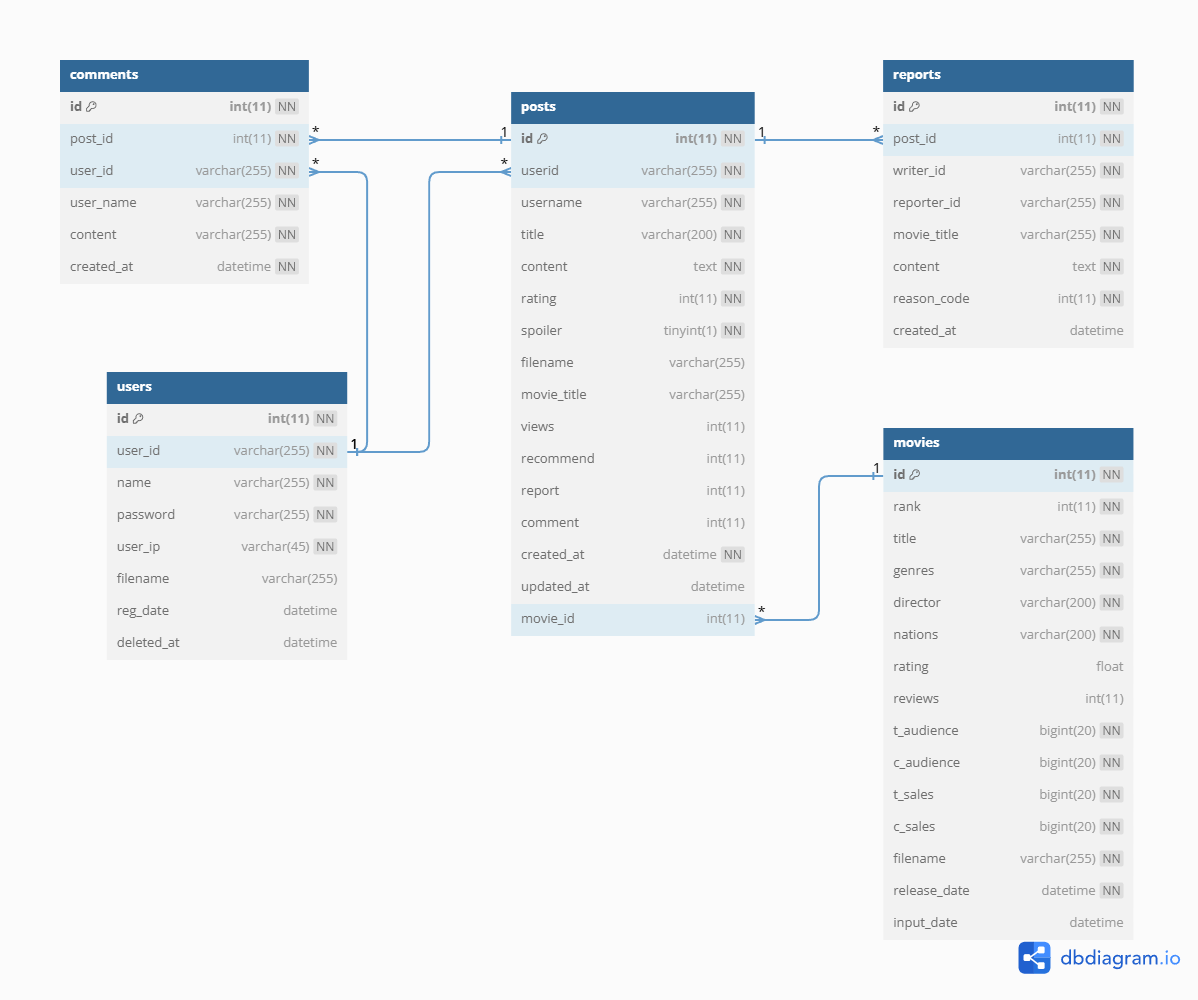 comments
id int(11) NN
post_id int(11) NN
user_id varchar(255) NN
user_name varchar(255) NN
content varchar(255) NN
created_at datetime NN
* 1
* *
posts
id int(11) NN
userid varchar(255) NN
username varchar(255) NN
title varchar(200) NN
content text NN
rating int(11) NN
spoiler tinyint(1) NN
filename varchar(255)
movie_title varchar(255)
views int(11)
recommend int(11)
report int(11)
comment int(11)
created_at datetime NN
updated_at datetime
movie_id int(11)
1 *
*
reports
id int(11) NN
post_id int(11) NN
writer_id varchar(255) NN
reporter_id varchar(255) NN
movie_title varchar(255) NN
content text NN
reason_code int(11) NN
created_at datetime
users
id int(11) NN
user_id varchar(255) NN
name varchar(255) NN
password varchar(255) NN
user_ip varchar(45) NN
filename varchar(255)
reg_date datetime
deleted_at datetime
1
movies
1
id int(11) NN
rank int(11) NN
title varchar(255) NN
genres varchar(255) NN
director varchar(200) NN
nations varchar(200) NN
rating float
reviews int(11)
t_audience bigint(20) NN
c_audience bigint(20) NN
t_sales bigint(20) NN
c_sales bigint(20) NN
filename varchar(255) NN
release_date datetime NN
input_date datetime
dbdiagram.io